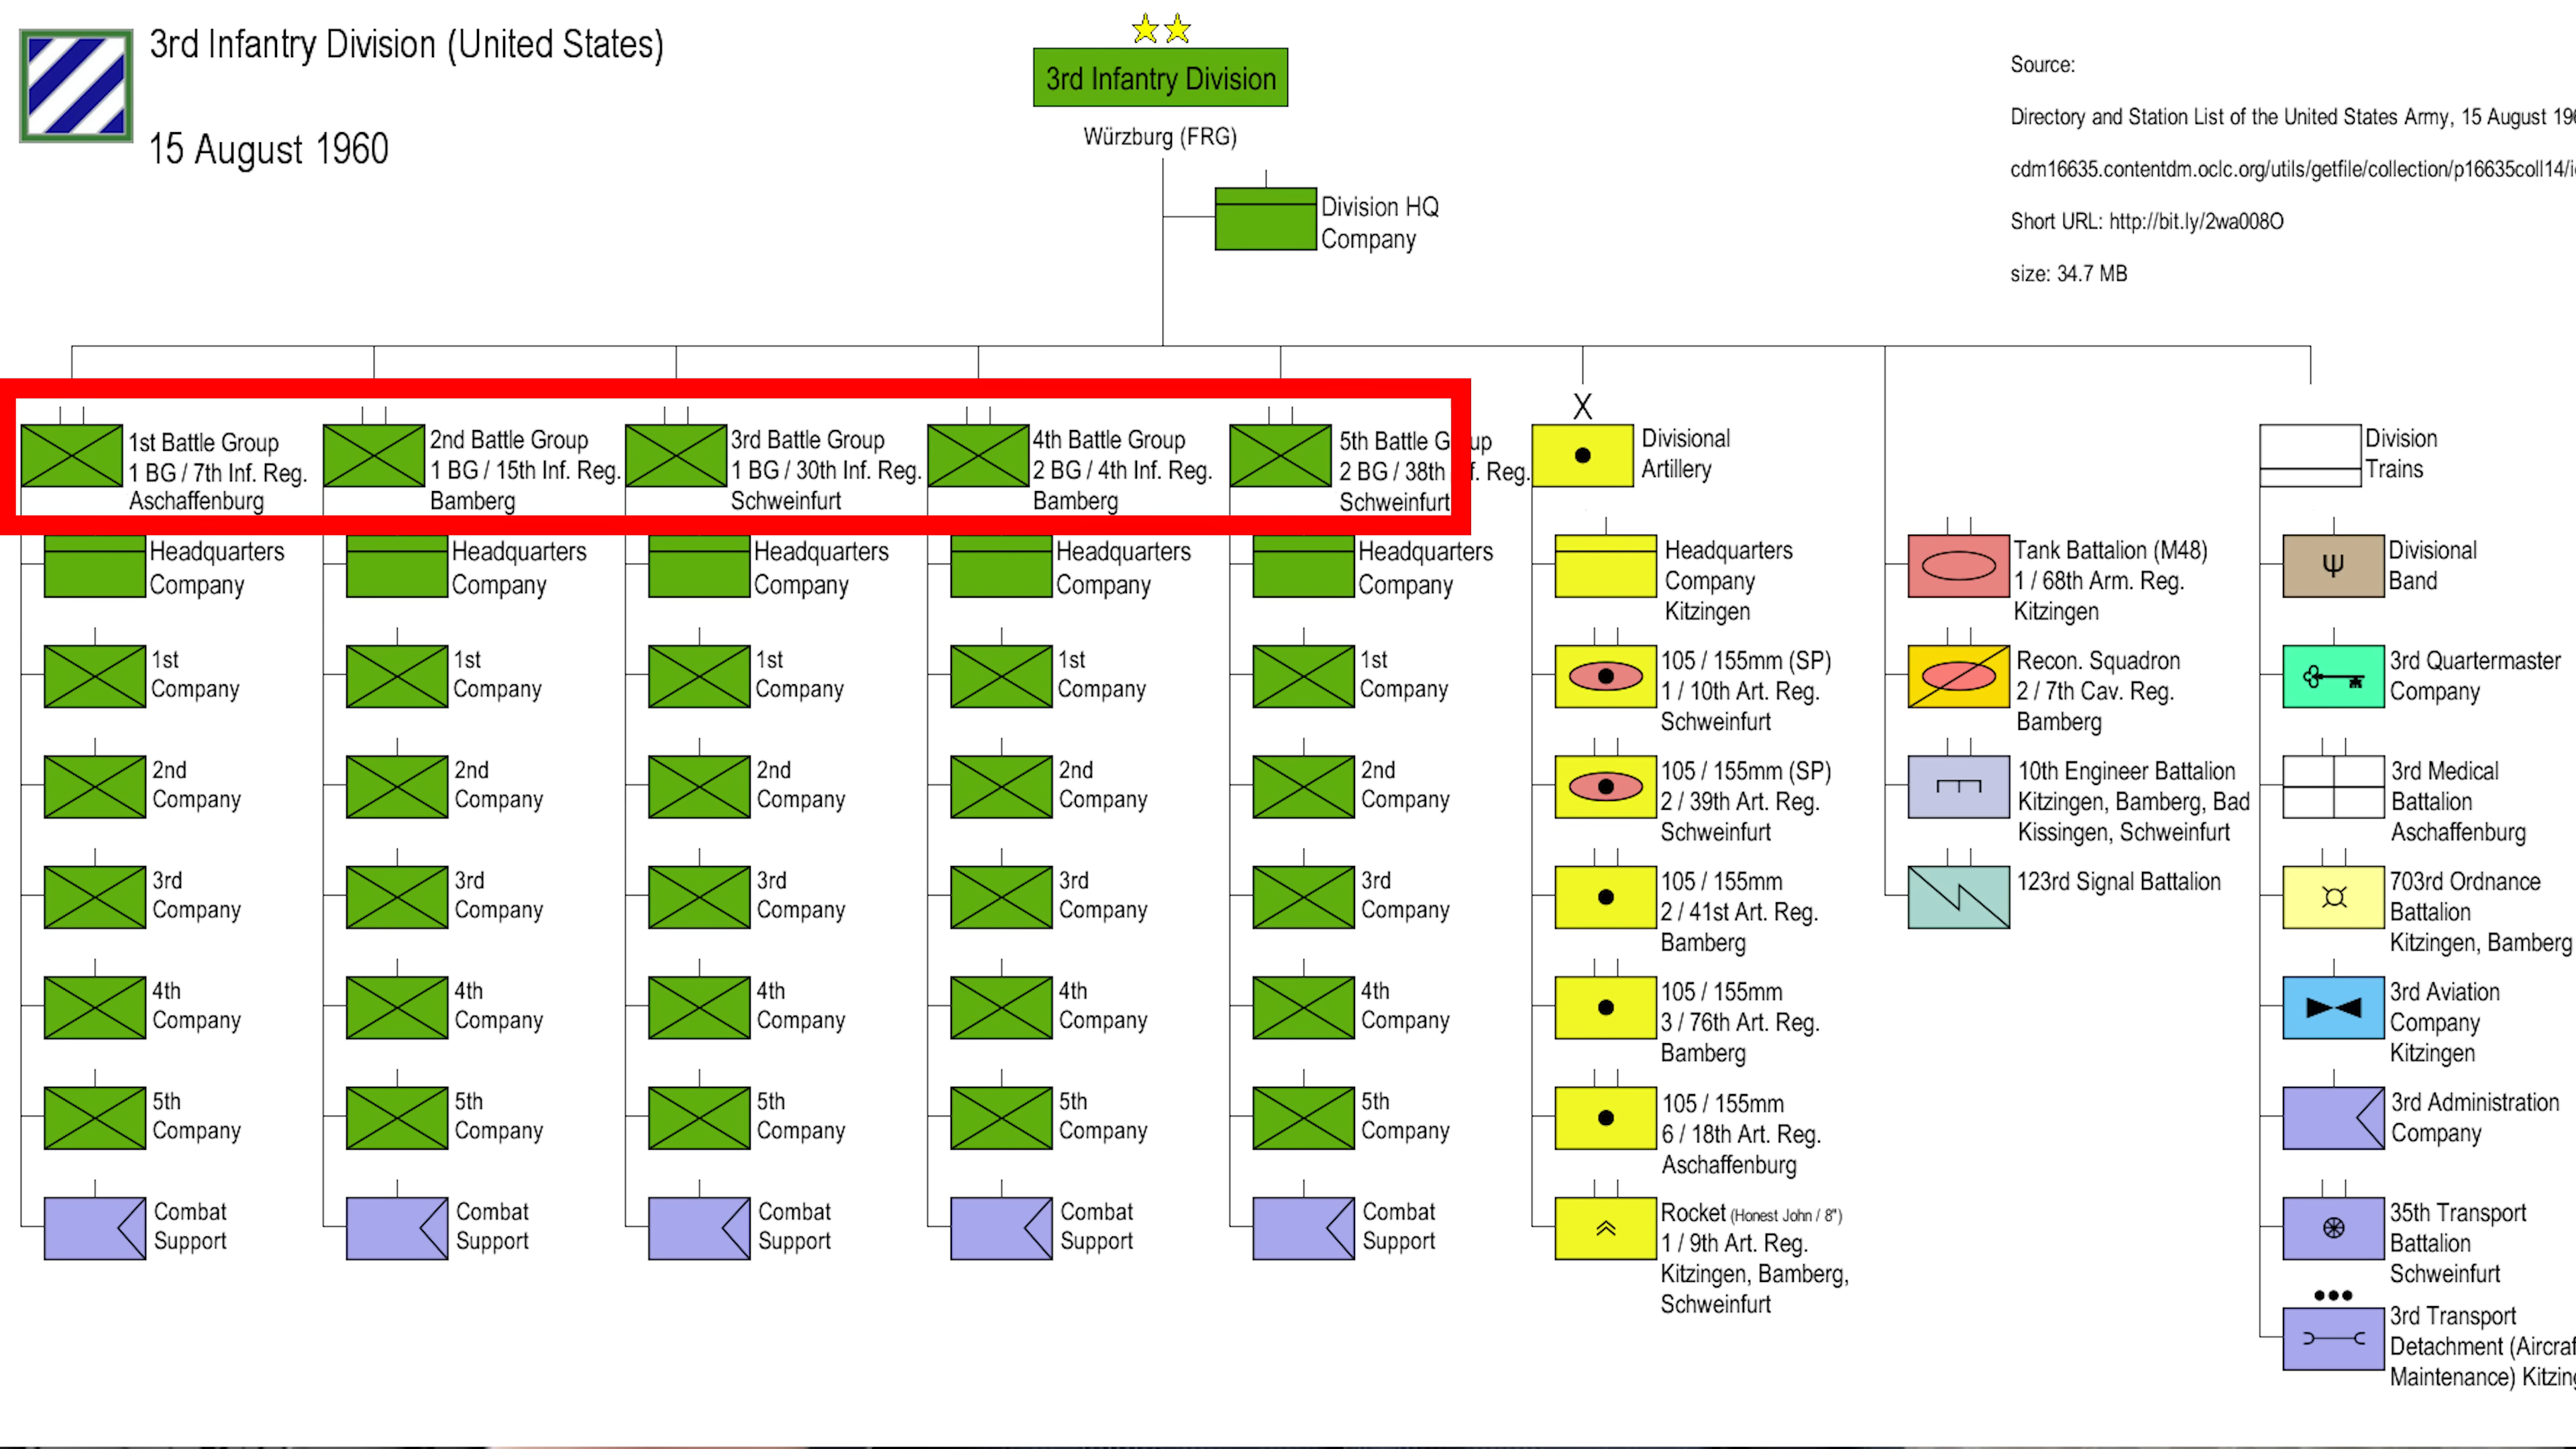 3rd Infantry Division (United States)
15 August 1960
3rd Infantry Division
Würzburg (FRG)
Division HQ
Company
Source:
Directory and Station List of the United States Army, 15 August
cdm16635.contentdm.oclc.org/utils/getfile/collection/p16635coll14/
Short URL: http://bit.ly/2wa008O
size: 34.7 MB
1st Battle Group
1 BG / 7th Inf. Reg.
Aschaffenburg
Headquarters
Company
1st
Company
2nd
Company
3rd
Company
4th
Company
5th
Company
Combat
Support
2nd Battle Group
1 BG / 15th Inf. Reg.
Bamberg
Headquarters
Company
1st
Company
2nd
Company
3rd
Company
4th
Company
5th
Company
Combat
Support
3rd Battle Group
1 BG / 30th Inf. Reg.
Schweinfurt
Headquarters
Company
1st
Company
2nd
Company
3rd
Company
4th
Company
5th
Company
Combat
Support
4th Battle Group
2 BG / 4th Inf. Reg.
Bamberg
Headquarters
Company
1st
Company
2nd
Company
3rd
Company
4th
Company
5th
Company
Combat
Support
5th Battle
2 BG / 38th Reg.
Schweinfurt
Headquarters
Company
1st
Company
2nd
Company
3rd
Company
4th
Company
5th
Company
Combat
Support
X
Divisional
Artillery
Headquarters
Company
Kitzingen
105 / 155mm (SP)
1 / 10th Art. Reg.
Schweinfurt
105 / 155mm (SP)
2 / 39th Art. Reg.
Schweinfurt
105 / 155mm
2 / 41st Art. Reg.
Bamberg
105 / 155mm
3 / 76th Art. Reg.
Bamberg
105 / 155mm
6 / 18th Art. Reg.
Aschaffenburg
Rocket (Honest John / 8")
1 / 9th Art. Reg.
Kitzingen, Bamberg,
Schweinfurt
Tank Battalion (M48)
1 / 68th Arm. Reg.
Kitzingen
Recon. Squadron
2 / 7th Cav. Reg.
Bamberg
10th Engineer Battalion
Kitzingen, Bamberg, Bad
Kissingen, Schweinfurt
123rd Signal Battalion
Division
Trains
Divisional
Band
3rd Quartermaster
Company
3rd Medical
Battalion
Aschaffenburg
703rd Ordnance
Battalion
Kitzingen, Bamberg
3rd Aviation
Company
Kitzingen
3rd Administration
Company
35th Transport
Battalion
Schweinfurt
3rd Transport
Detachment
Maintenance)